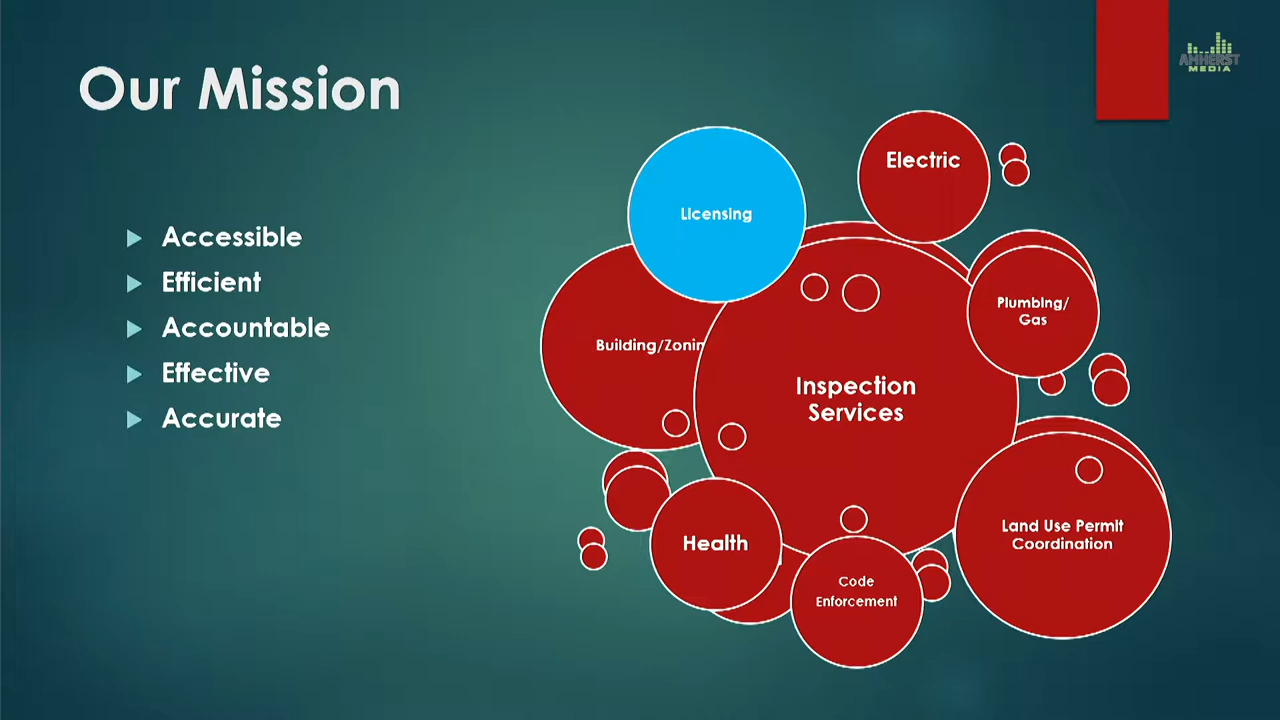 Our Mission
AMHERST
MEDIA
Accessible
Efficient
Accountable
Effective
Accurate
Electric
Licensing
Plumbing/
Gas
Building/Zonin
Inspection
Services
Land Use Permit
Coordination
Health
Code
Enforcement